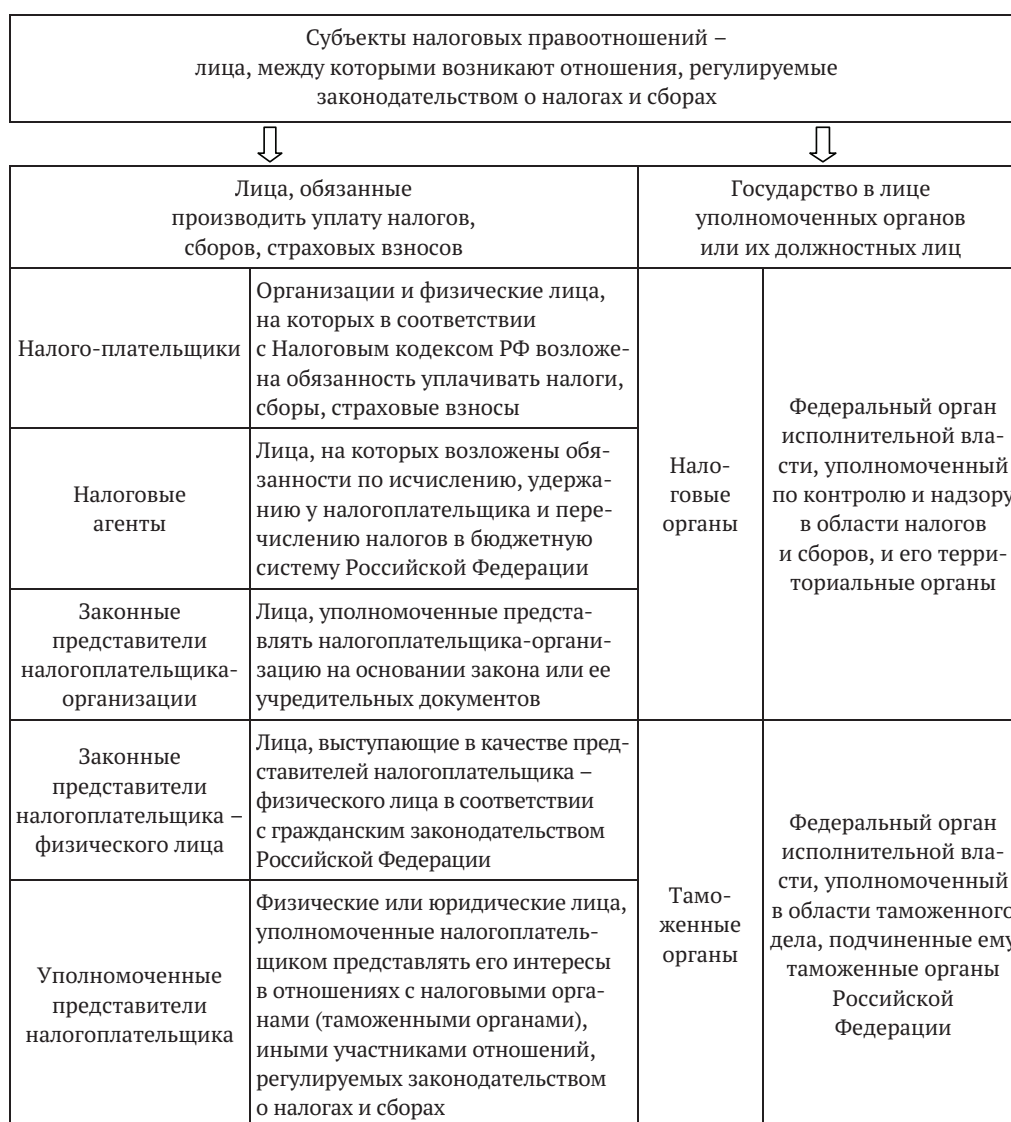 Субъекты налоговых правоотношений –
лица, между которыми возникают отношения, регулируемые
законодательством о налогах и сборах
Лица, обязанные
производить уплату налогов,
сборов, страховых взносов
Государство в лице
уполномоченных органов
или их должностных лиц
Налого-плательщики
Организации и физические лица,
на которых в соответствии
с Налоговым кодексом РФ возложе-
на обязанность уплачивать налоги,
сборы, страховые взносы
Налоговые
агенты
Лица, на которых возложены обя-
занности по исчислению, удержа-
нию у налогоплательщика и пере-
числению налогов в бюджетную
систему Российской Федерации
Законные
представители
налогоплательщика-
организации
Лица, уполномоченные предста-
влять налогоплательщика-органи-
зацию на основании закона или ее
учредительных документов
Нало-
говые
органы
Федеральный орган
исполнительной вла-
сти, уполномоченный
по контролю и надзору
в области налогов
и сборов, и его терри-
ториальные органы
Законные
представители
налогоплательщика –
физического лица
Лица, выступающие в качестве пред-
ставителей налогоплательщика –
физического лица в соответствии
с гражданским законодательством
Российской Федерации
Уполномоченные
представители
налогоплательщика
Физические или юридические лица,
уполномоченные налогоплатель-
щиком представлять его интересы
в отношениях с налоговыми орга-
нами (таможенными органами),
иными участниками отношений,
регулируемых законодательством
о налогах и сборах
Тамо-
женные
органы
Федеральный орган
исполнительной вла-
сти, уполномоченный
в области таможенного
дела, подчиненные ему
таможенные органы
Российской
Федерации